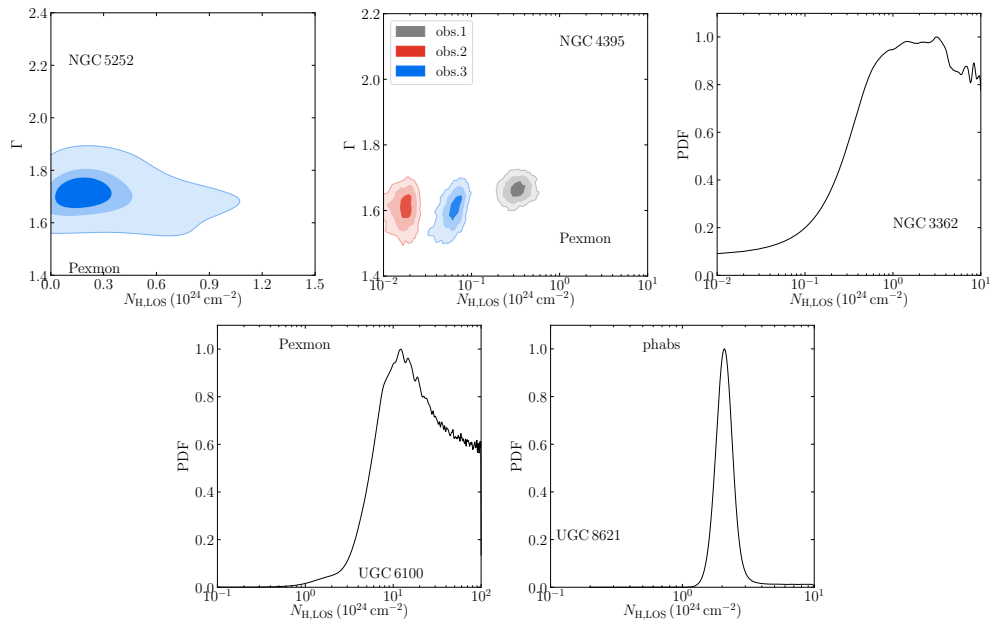 2.4
2.2
2.0
1.8
1.6
1.4
Γ
NGC 5252
Pexmon
0.0 0.3 0.6 0.9 1.2 1.5
N_H,LOS (10^24 cm^−2)
2.2
2.0
1.8
1.6
1.4
Γ
obs.1
obs.2
obs.3
NGC 4395
Pexmon
10^−2 10^−1 10^0 10^1
N_H,LOS (10^24 cm^−2)
1.0
0.8
0.6
0.4
0.2
0.0
PDF
NGC 3362
10^−2 10^−1 10^0 10^1
N_H,LOS (10^24 cm^−2)
1.0
0.8
0.6
0.4
0.2
0.0
PDF
Pexmon
UGC 6100
10^−1 10^0 10^1 10^2
N_H,LOS (10^24 cm^−2)
1.0
0.8
0.6
0.4
0.2
0.0
PDF
phabs
UGC 8621
10^−1 10^0 10^1
N_H,LOS (10^24 cm^−2)